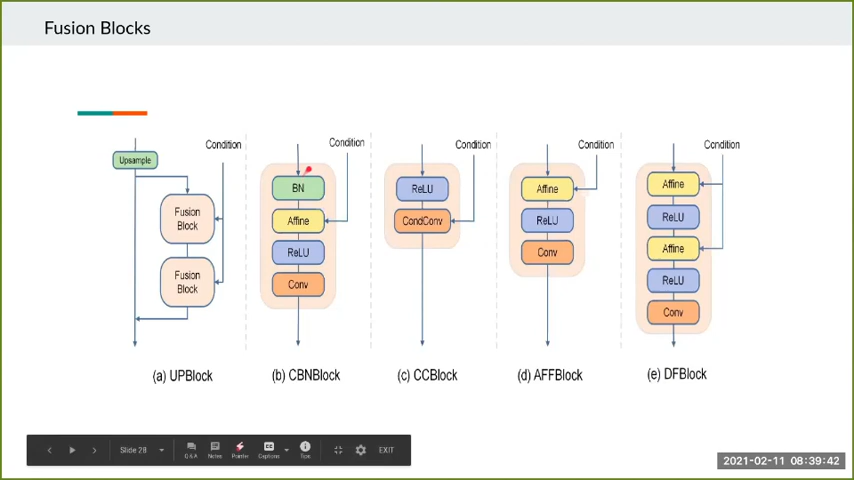 Fusion Blocks
Upsample
Condition
Fusion
Block
Fusion
Block
(a) UPBlock
Condition
BN
Affine
ReLU
Conv
(b) CBNBlock
Condition
ReLU
CondConv
(c) CCBlock
Condition
Affine
ReLU
Conv
(d) AFFBlock
Condition
Affine
ReLU
Affine
ReLU
Conv
(e) DFBlock
Slide 28
Q & A
Notes
Pointer
CC
Captions
Tips
EXIT
2021-02-11 08:39:42